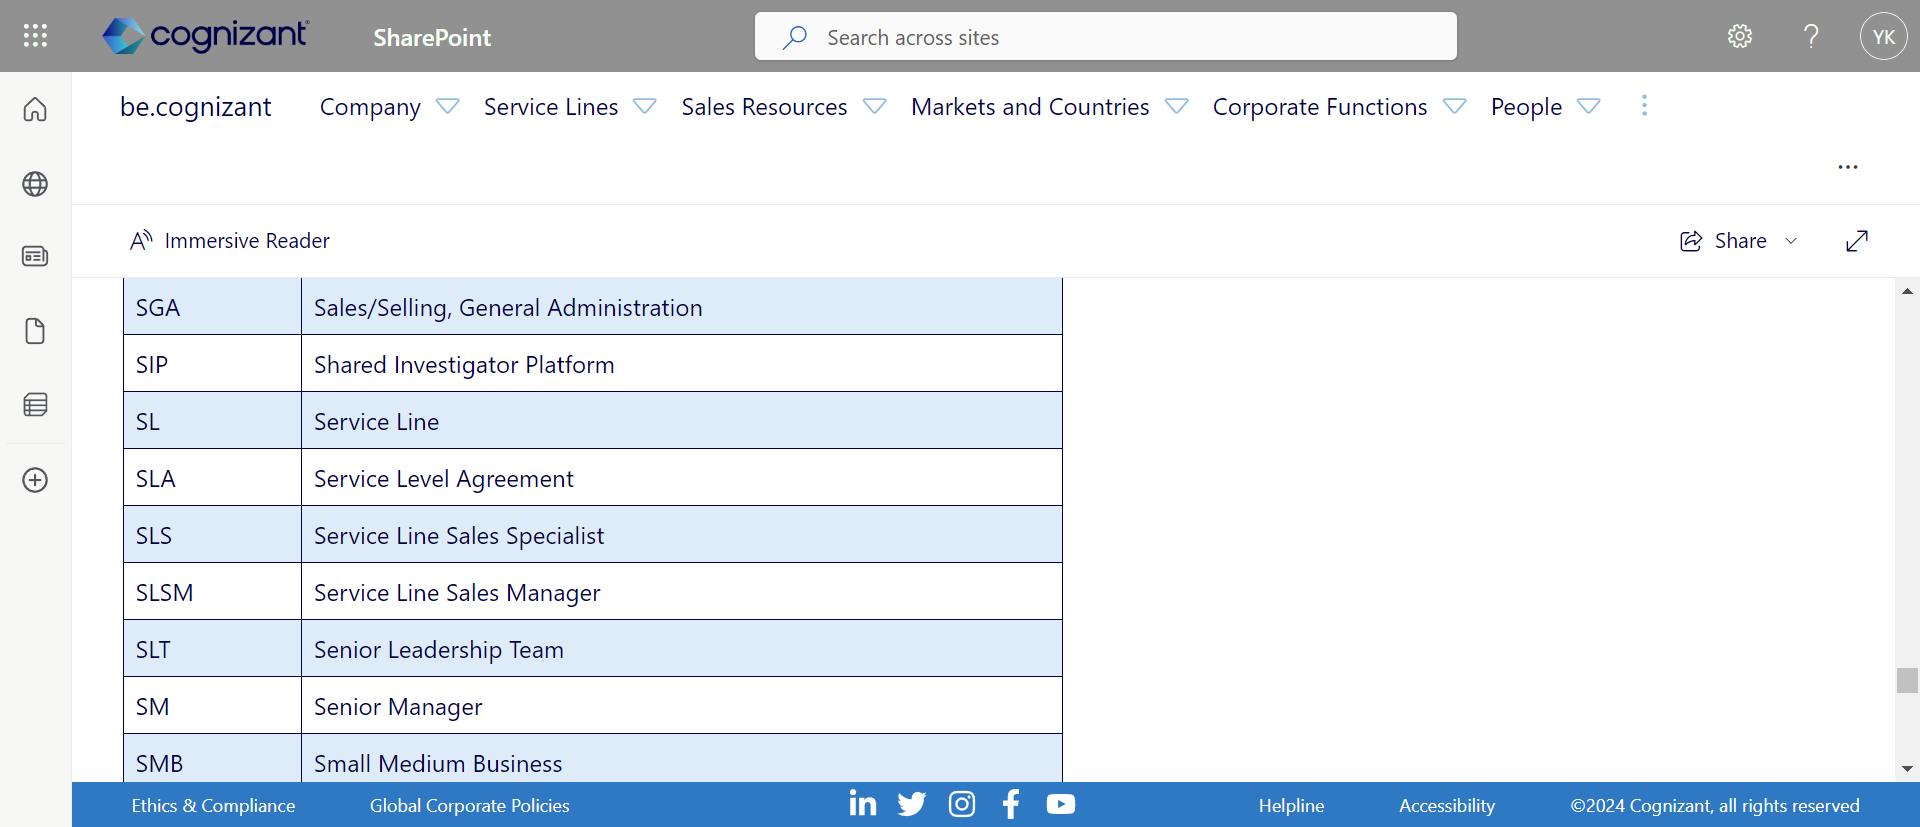 cognizant
SharePoint
Search across sites
YK
be.cognizant
Company
Service Lines
Sales Resources
Markets and Countries
Corporate Functions
People
Immersive Reader
Share
SGA Sales/Selling, General Administration
SIP Shared Investigator Platform
SL Service Line
SLA Service Level Agreement
SLS Service Line Sales Specialist
SLSM Service Line Sales Manager
SLT Senior Leadership Team
SM Senior Manager
SMB Small Medium Business
Ethics & Compliance
Global Corporate Policies
Helpline
Accessibility
©2024 Cognizant, all rights reserved